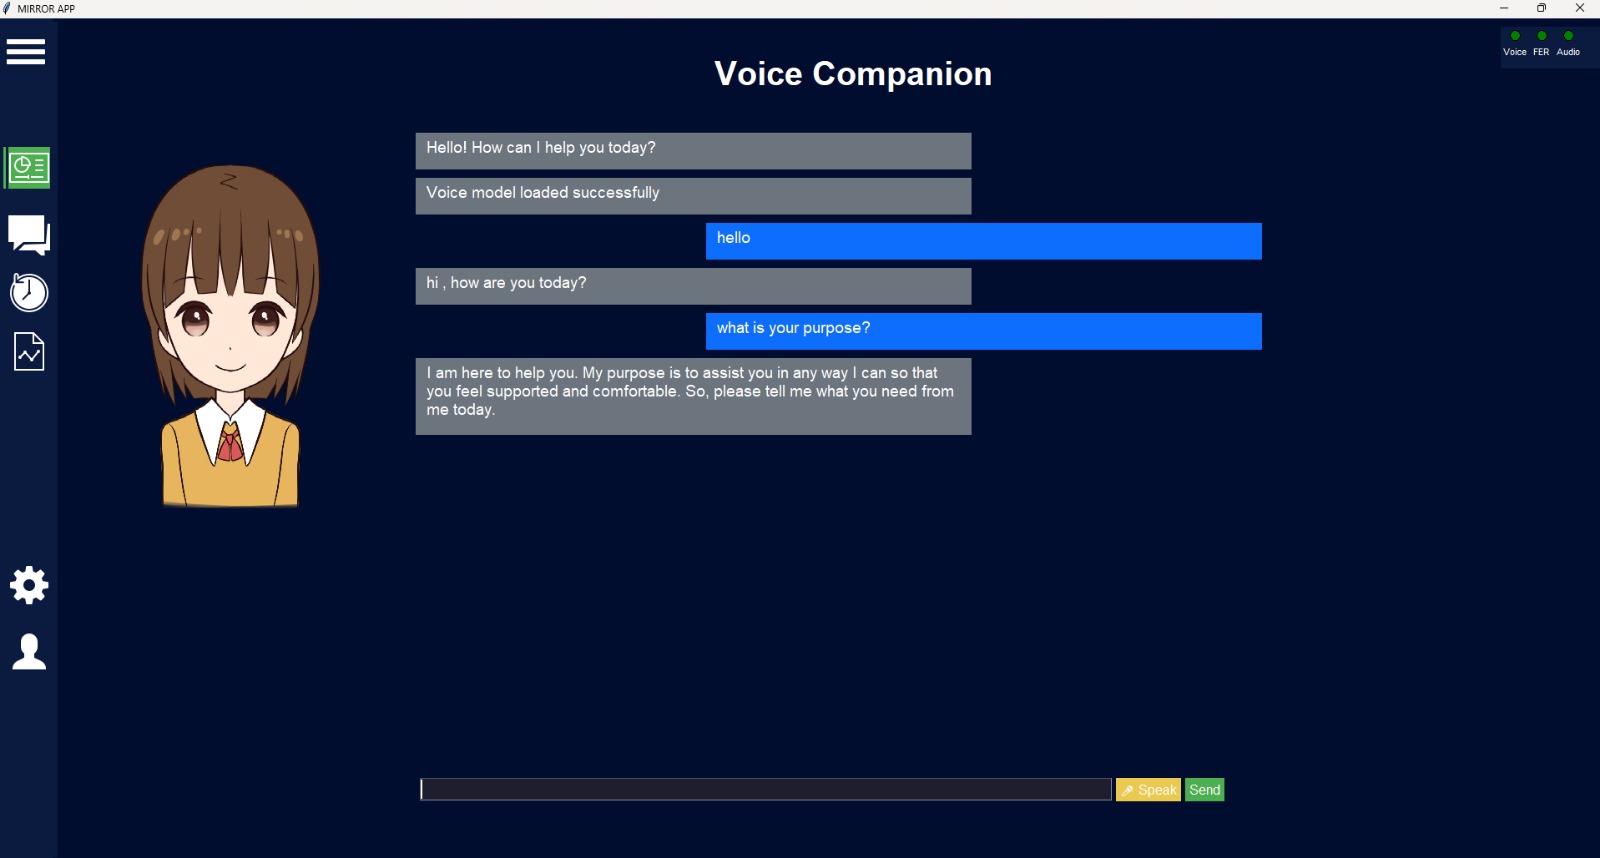 MIRROR APP
Voice FER Audio
Voice Companion
Hello! How can I help you today?
Voice model loaded successfully
hello
hi , how are you today?
what is your purpose?
I am here to help you. My purpose is to assist you in any way I can so that
you feel supported and comfortable. So, please tell me what you need from
me today.
Speak Send